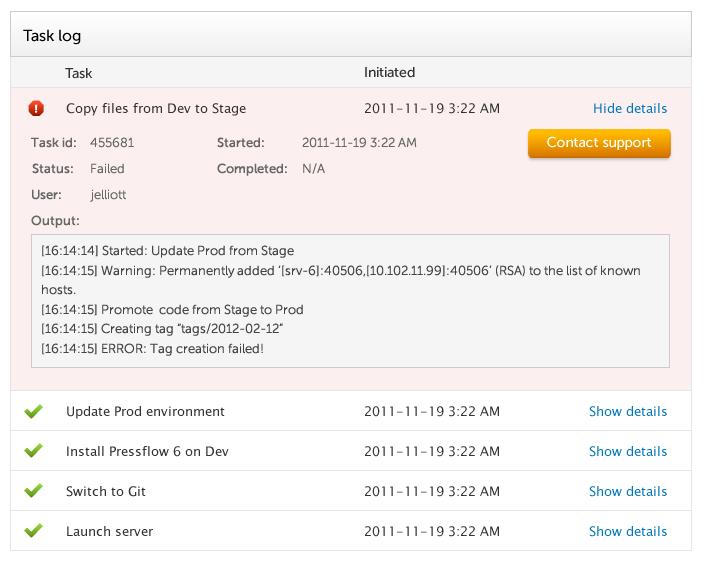 Task log
Task Initiated
Copy files from Dev to Stage 2011-11-19 3:22 AM Hide details
Task id: 455681 Started: 2011-11-19 3:22 AM Contact support
Status: Failed Completed: N/A
User: jelliott
Output:
[16:14:14] Started: Update Prod from Stage
[16:14:15] Warning: Permanently added '[srv-6]:40506,[10.102.11.99]:40506' (RSA) to the list of known
hosts.
[16:14:15] Promote code from Stage to Prod
[16:14:15] Creating tag "tags/2012-02-12"
[16:14:15] ERROR: Tag creation failed!
Update Prod environment 2011-11-19 3:22 AM Show details
Install Pressflow 6 on Dev 2011-11-19 3:22 AM Show details
Switch to Git 2011-11-19 3:22 AM Show details
Launch server 2011-11-19 3:22 AM Show details